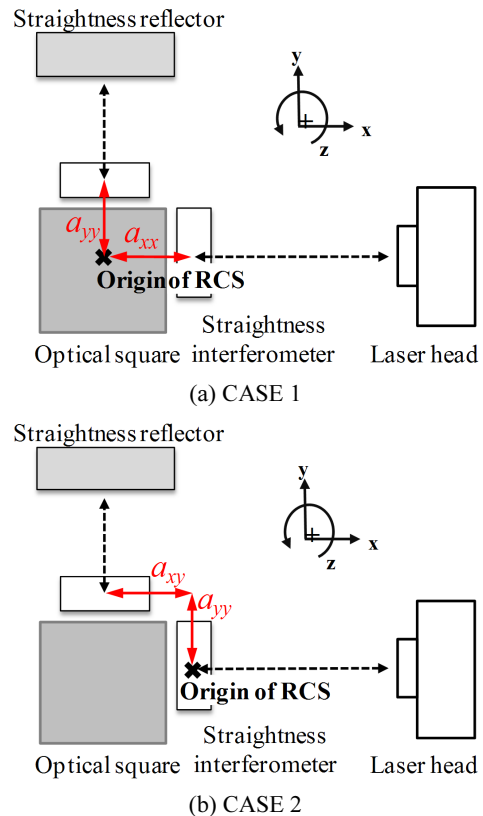 Straightness reflector
y
x
z
a_yy
a_xx
Origin of RCS
Straightness
Optical square interferometer Laser head
(a) CASE 1
Straightness reflector
y
x
z
a_xy
a_yy
Origin of RCS
Straightness
Optical square interferometer Laser head
(b) CASE 2